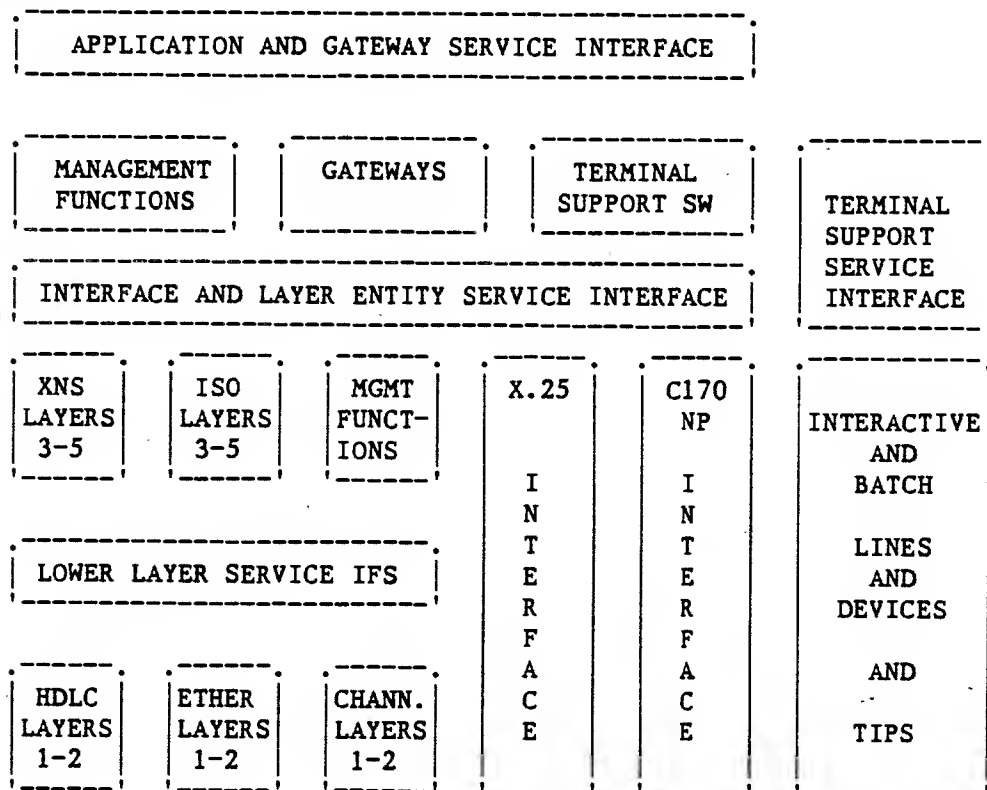 APPLICATION AND GATEWAY SERVICE INTERFACE
MANAGEMENT
FUNCTIONS
GATEWAYS
TERMINAL
SUPPORT SW
TERMINAL
SUPPORT
SERVICE
INTERFACE
INTERFACE AND LAYER ENTITY SERVICE INTERFACE
XNS
LAYERS
3-5
ISO
LAYERS
3-5
MGMT
FUNCT-
IONS
X.25
I
N
T
E
R
F
A
C
E
C170
NP
I
N
T
E
R
F
A
C
E
INTERACTIVE
AND
BATCH
LINES
AND
DEVICES
AND
TIPS
LOWER LAYER SERVICE IFS
HDLC
LAYERS
1-2
ETHER
LAYERS
1-2
CHANN.
LAYERS
1-2